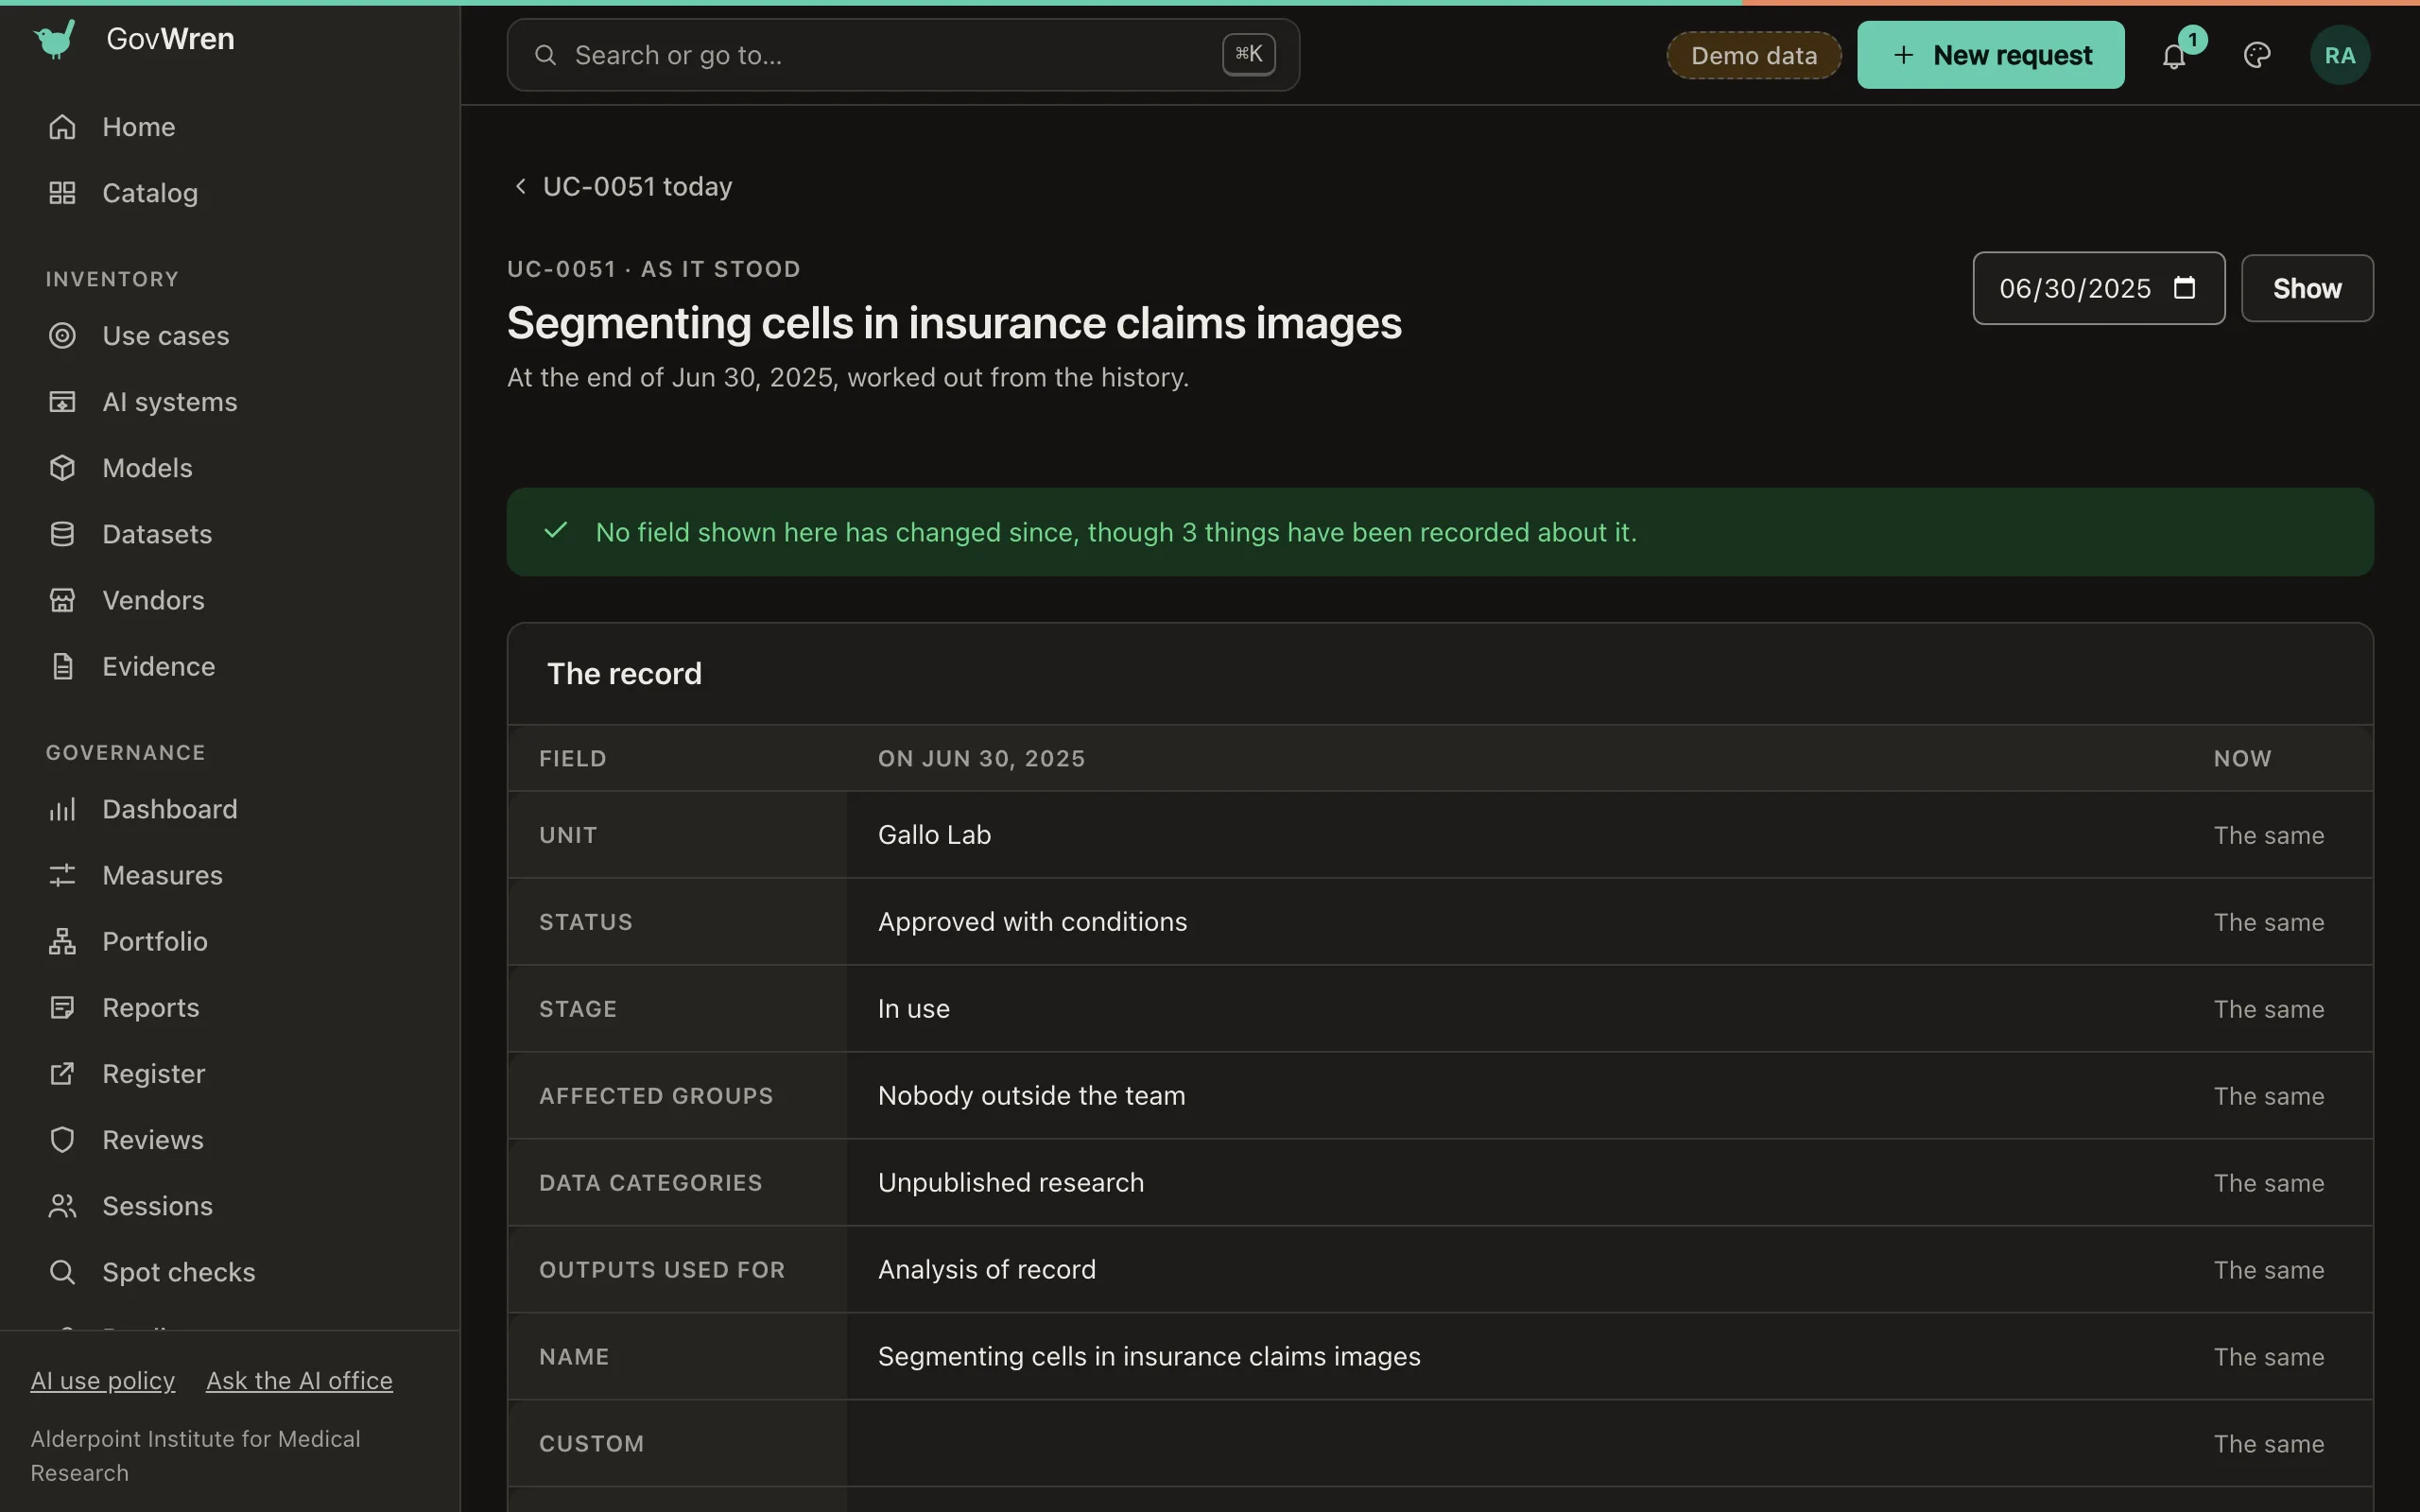 GovWren
Search or go to...
⌘K
Demo data
+ New request
1
RA
Home
Catalog
INVENTORY
Use cases
AI systems
Models
Datasets
Vendors
Evidence
GOVERNANCE
Dashboard
Measures
Portfolio
Reports
Register
Reviews
Sessions
Spot checks
AI use policy
Ask the AI office
Alderpoint Institute for Medical
Research
UC-0051 today
UC-0051 · AS IT STOOD
Segmenting cells in insurance claims images
At the end of Jun 30, 2025, worked out from the history.
06/30/2025
Show
No field shown here has changed since, though 3 things have been recorded about it.
The record
FIELD ON JUN 30, 2025 NOW
UNIT Gallo Lab The same
STATUS Approved with conditions The same
STAGE In use The same
AFFECTED GROUPS Nobody outside the team The same
DATA CATEGORIES Unpublished research The same
OUTPUTS USED FOR Analysis of record The same
NAME Segmenting cells in insurance claims images The same
CUSTOM The same